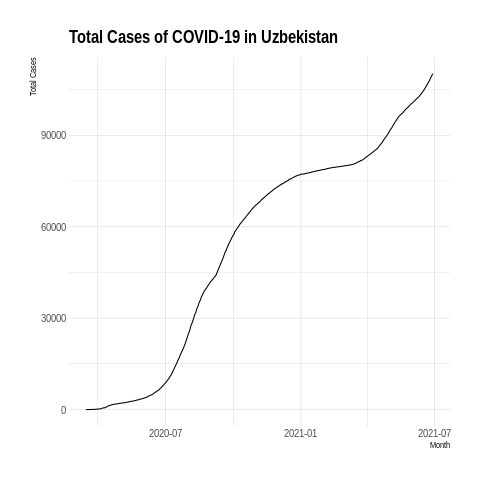 Total Cases of COVID-19 in Uzbekistan
Total Cases
90000
60000
30000
0
2020-07
2021-01
2021-07
Month